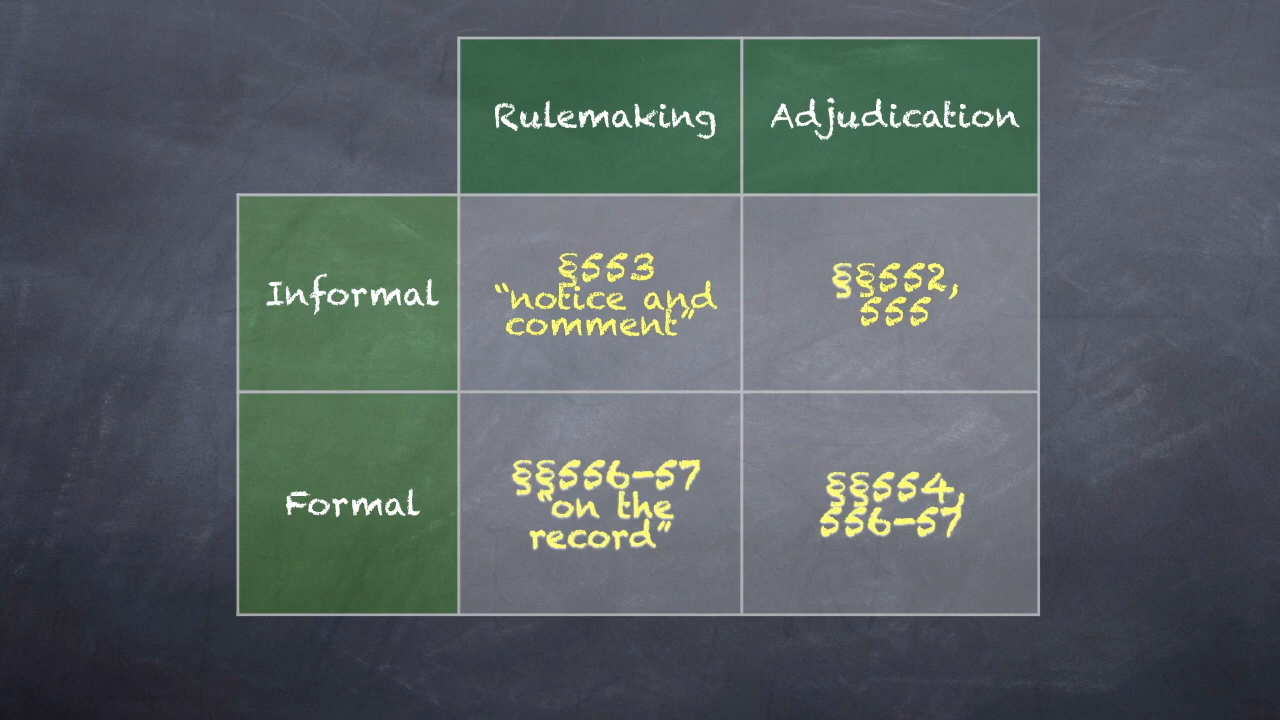 Rulemaking
Adjudication
Informal
§553
“notice and
comment”
§§552,
555
Formal
§§556-57
“on the
record”
§§554,
556-57